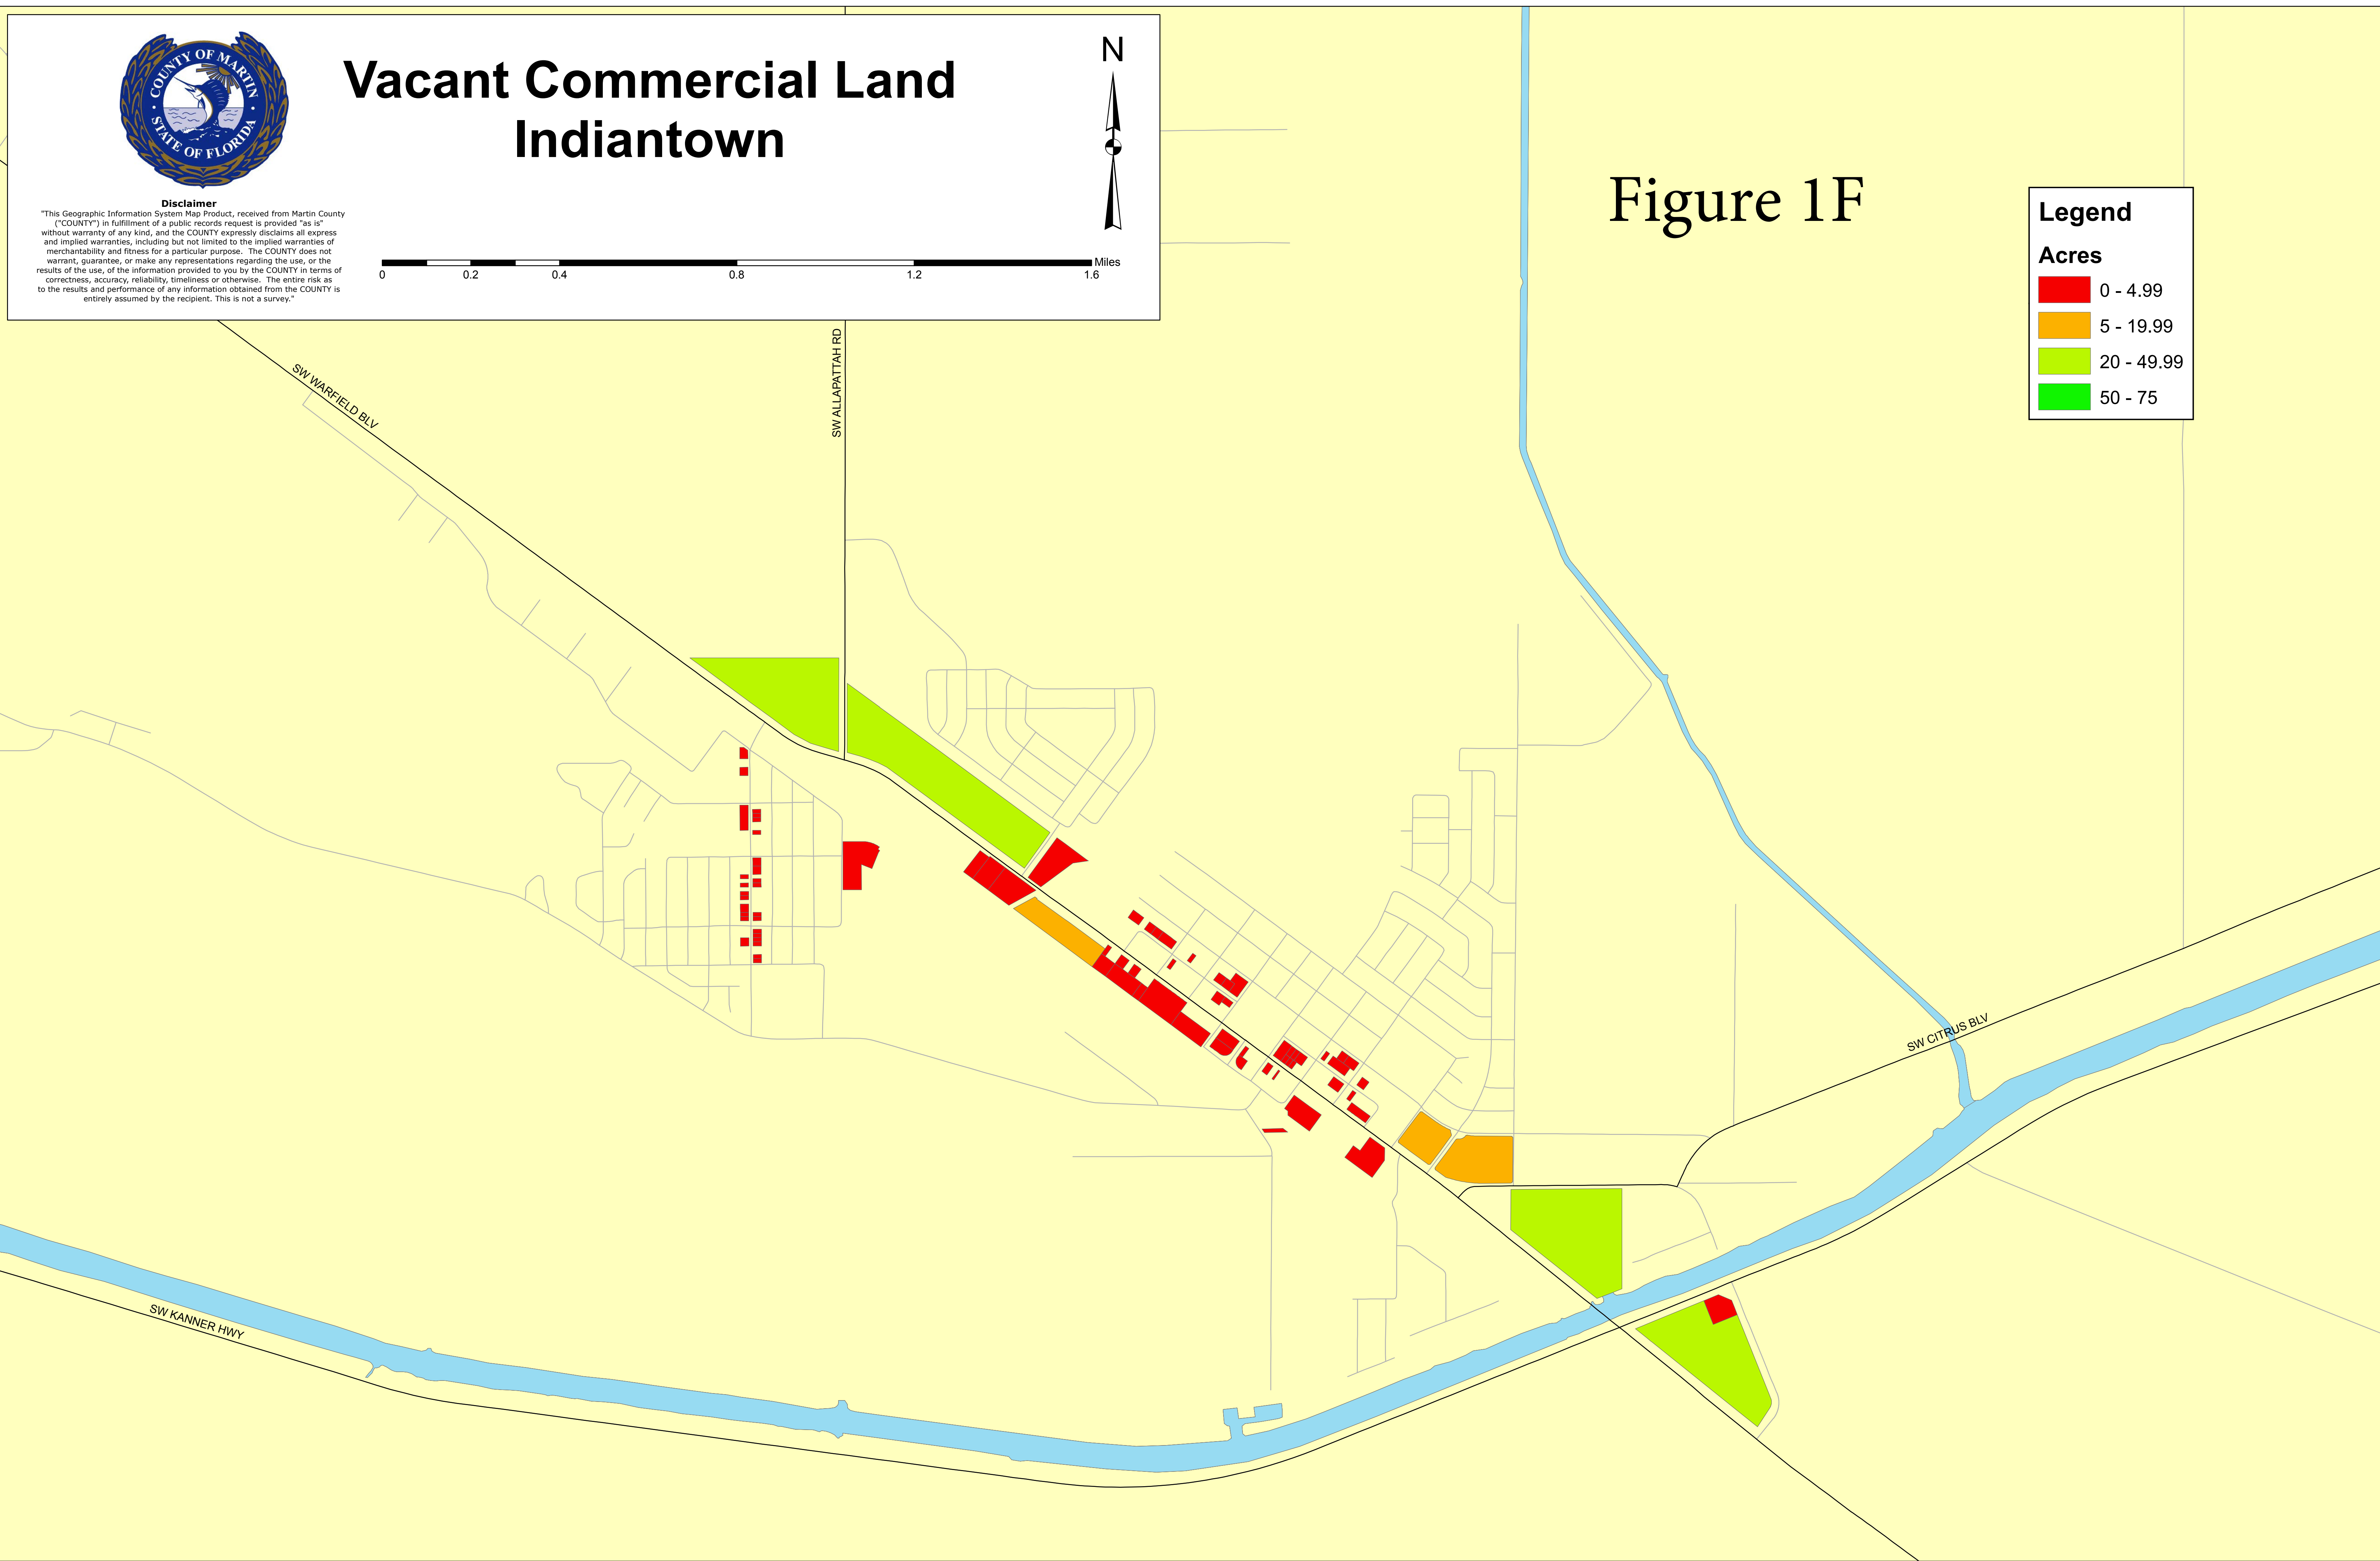 COUNTY OF MARTIN
STATE OF FLORIDA
Vacant Commercial Land
Indiantown
N
Disclaimer
"This Geographic Information System Map Product, received from Martin County
("COUNTY") in fulfillment of a public records request is provided "as is"
without warranty of any kind, and the COUNTY expressly disclaims all express
and implied warranties, including but not limited to the implied warranties of
merchantability and fitness for a particular purpose. The COUNTY does not
warrant, guarantee, or make any representations regarding the use, or the
results of the use, of the information provided to you by the COUNTY in terms of
correctness, accuracy, reliability, timeliness or otherwise. The entire risk as
to the results and performance of any information obtained from the COUNTY is
entirely assumed by the recipient. This is not a survey."
Miles
0 0.2 0.4 0.8 1.2 1.6
Figure 1F
Legend
Acres
0 - 4.99
5 - 19.99
20 - 49.99
50 - 75
SW WARFIELD BLV
SW ALLAPATTAH RD
SW CITRUS BLV
SW KANNER HWY